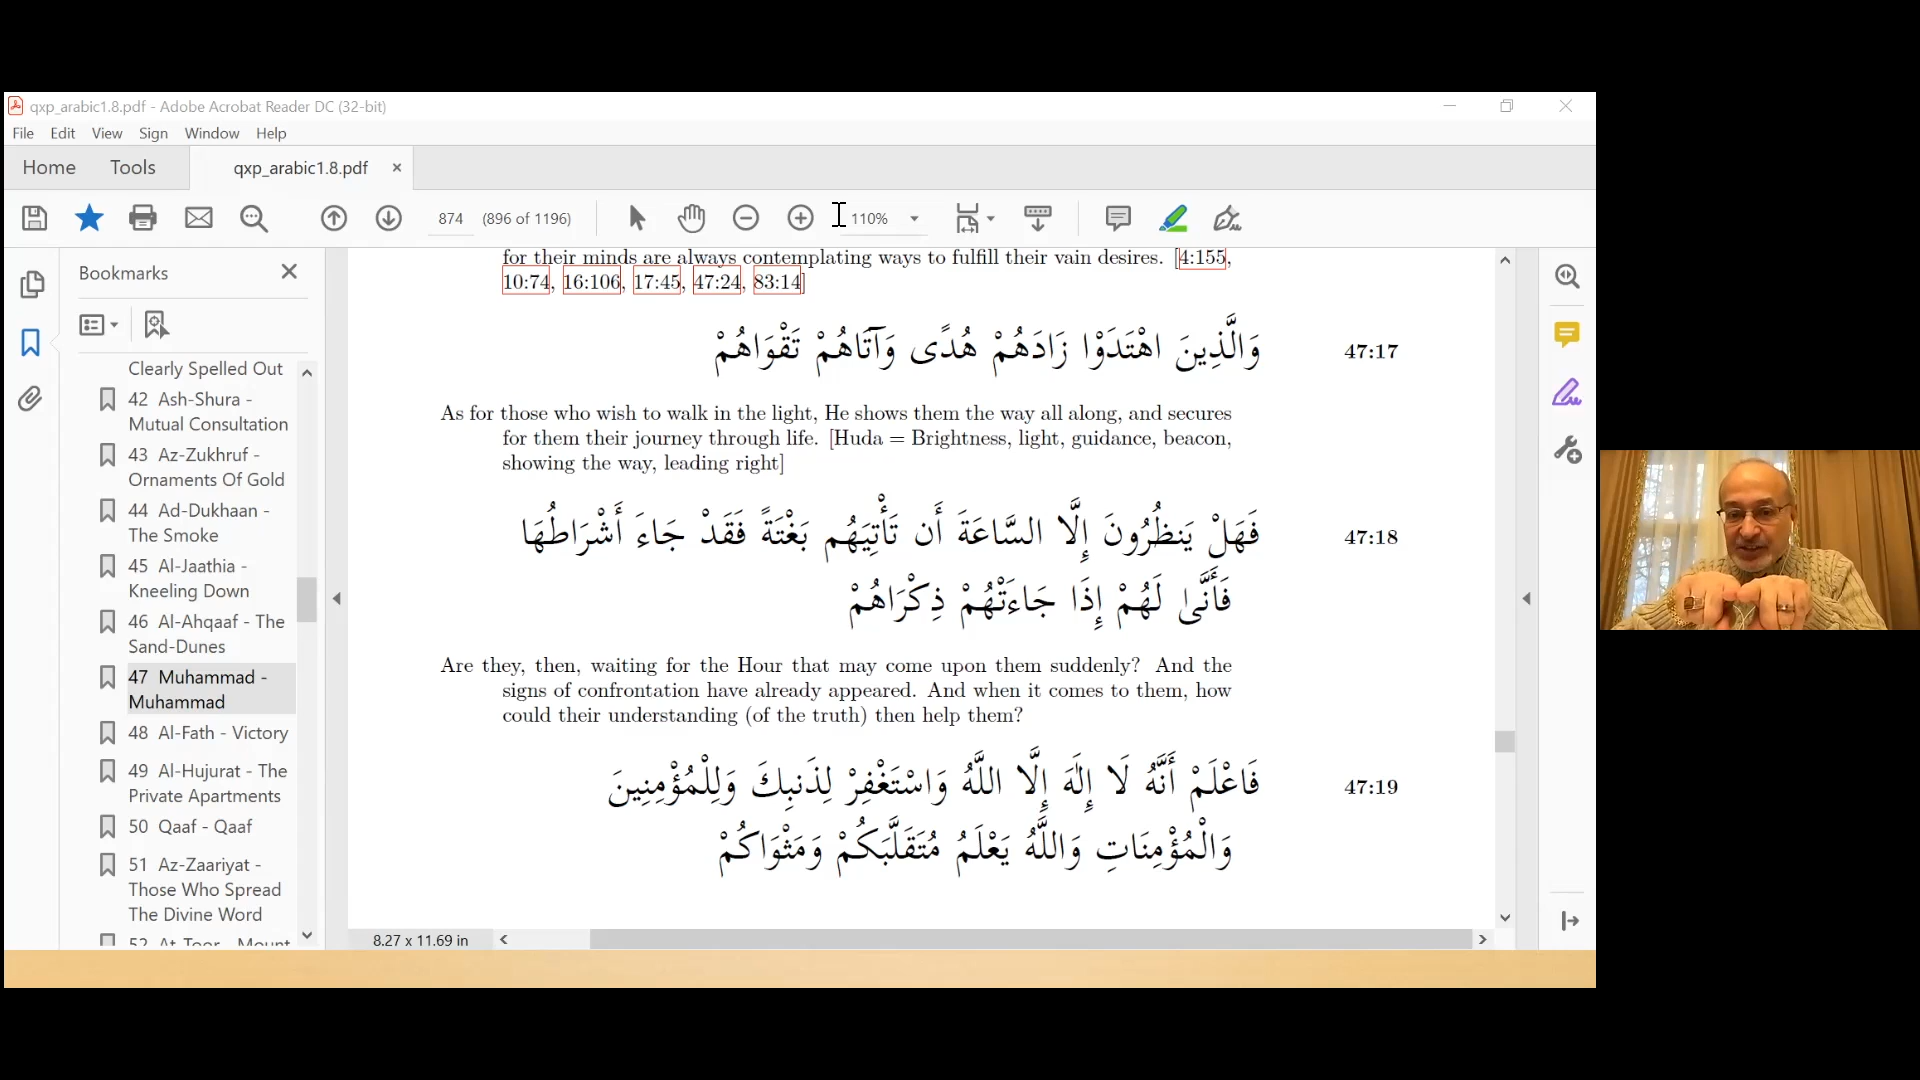 qxp_arabic1.8.pdf - Adobe Acrobat Reader DC (32-bit)
File Edit View Sign Window Help
Home Tools qxp_arabic1.8.pdf
874 (896 of 1196) 110%
Bookmarks
Clearly Spelled Out
42 Ash-Shura -
Mutual Consultation
43 Az-Zukhruf -
Ornaments Of Gold
44 Ad-Dukhaan -
The Smoke
45 Al-Jaathia -
Kneeling Down
46 Al-Ahqaaf - The
Sand-Dunes
47 Muhammad -
Muhammad
48 Al-Fath - Victory
49 Al-Hujurat - The
Private Apartments
50 Qaaf - Qaaf
51 Az-Zaariyat -
Those Who Spread
The Divine Word
52 At-Toor - Mount
for their minds are always contemplating ways to fulfill their vain desires. [4:155,
10:74, 16:106, 17:45, 47:24, 83:14]
47:17 وَالَّذِينَ اهْتَدَوْا زَادَهُمْ هُدًى وَآتَاهُمْ تَقْوَاهُمْ
As for those who wish to walk in the light, He shows them the way all along, and secures
for them their journey through life. [Huda = Brightness, light, guidance, beacon,
showing the way, leading right]
47:18 فَهَلْ يَنظُرُونَ إِلَّا السَّاعَةَ أَن تَأْتِيَهُم بَغْتَةً فَقَدْ جَاءَ أَشْرَاطُهَا
فَأَنَّىٰ لَهُمْ إِذَا جَاءَتْهُمْ ذِكْرَاهُمْ
Are they, then, waiting for the Hour that may come upon them suddenly? And the
signs of confrontation have already appeared. And when it comes to them, how
could their understanding (of the truth) then help them?
47:19 فَاعْلَمْ أَنَّهُ لَا إِلَٰهَ إِلَّا اللَّهُ وَاسْتَغْفِرْ لِذَنبِكَ وَلِلْمُؤْمِنِينَ
وَالْمُؤْمِنَاتِ وَاللَّهُ يَعْلَمُ مُتَقَلَّبَكُمْ وَمَثْوَاكُمْ
8.27 x 11.69 in